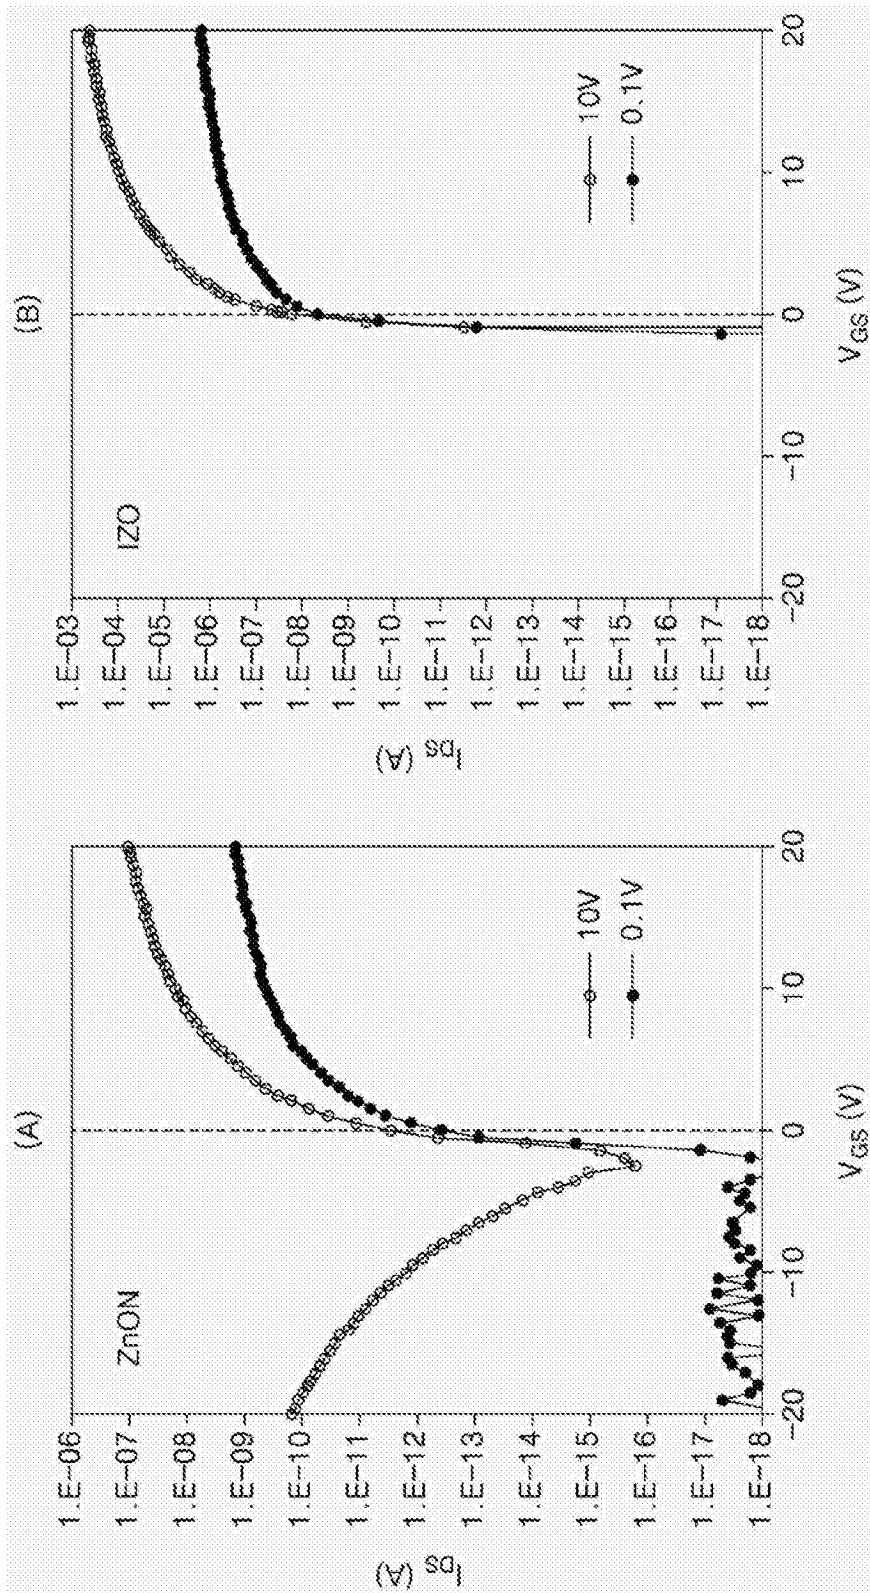 (A)
ZnON
1.E-06
1.E-07
1.E-08
1.E-09
1.E-10
1.E-11
1.E-12
1.E-13
1.E-14
1.E-15
1.E-16
1.E-17
1.E-18
IDS (A)
10V
0.1V
-20
-10
0
10
20
VGS (V)
(B)
IZO
1.E-03
1.E-04
1.E-05
1.E-06
1.E-07
1.E-08
1.E-09
1.E-10
1.E-11
1.E-12
1.E-13
1.E-14
1.E-15
1.E-16
1.E-17
1.E-18
IDS (A)
10V
0.1V
-20
-10
0
10
20
VGS (V)